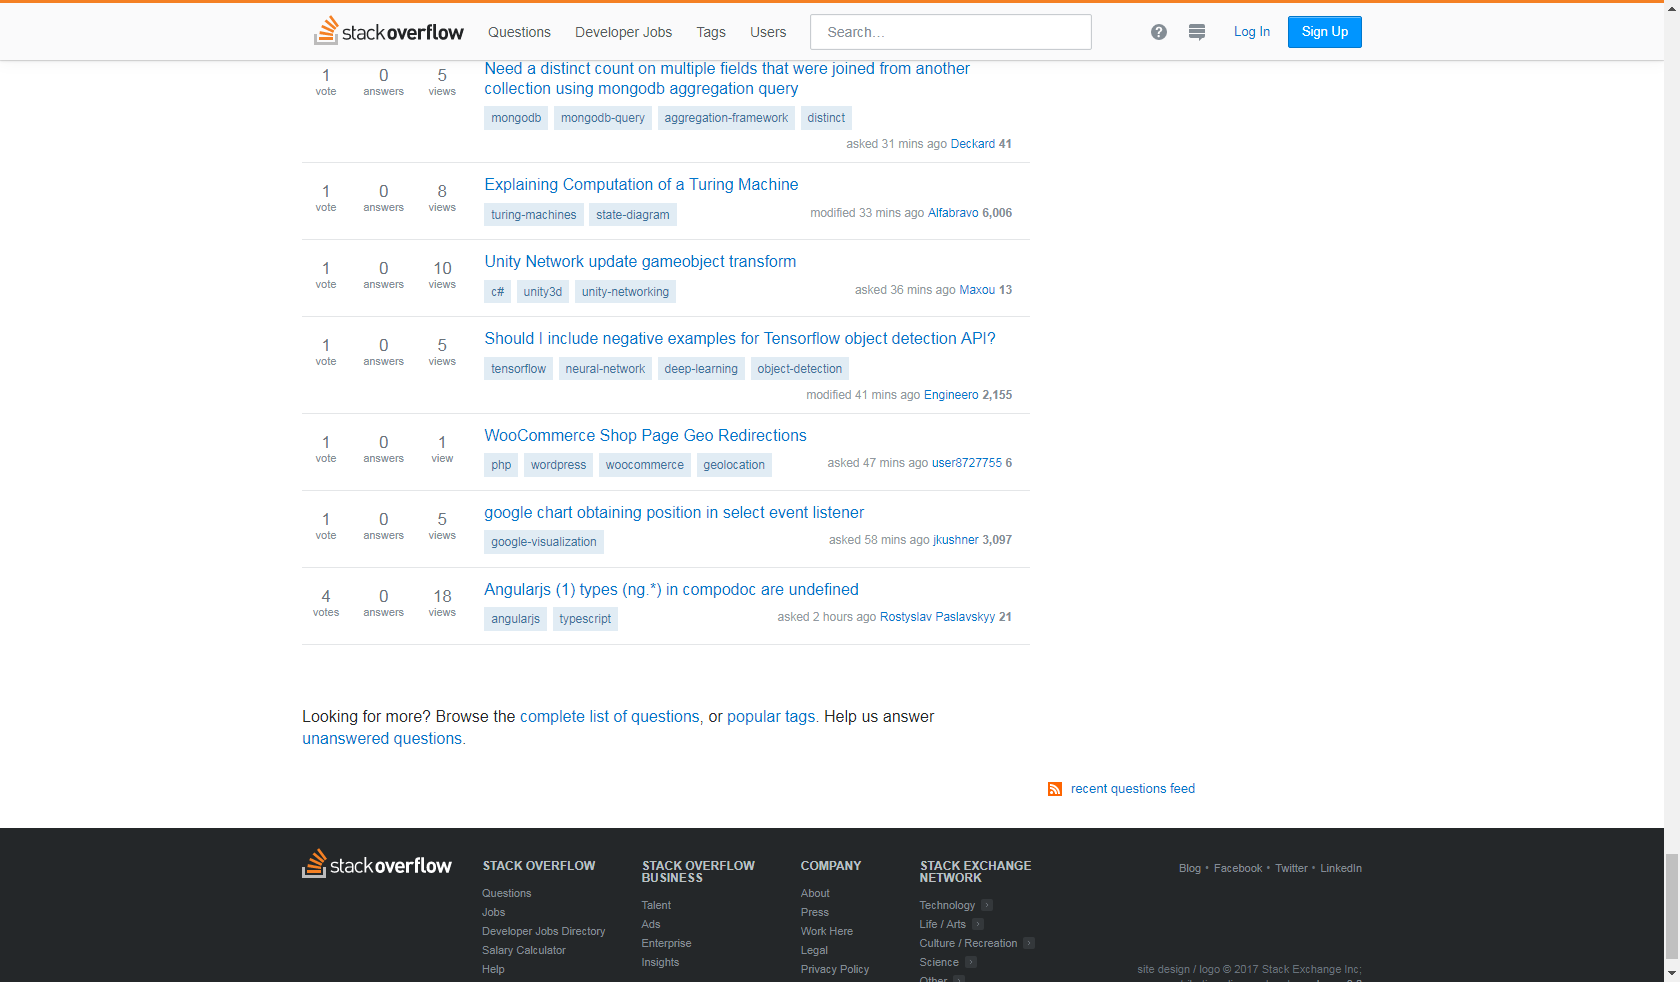 stackoverflow Questions Developer Jobs Tags Users Search... ? Log In Sign Up
1 0 5 Need a distinct count on multiple fields that were joined from another
vote answers views collection using mongodb aggregation query
mongodb mongodb-query aggregation-framework distinct
asked 31 mins ago Deckard 41
1 0 8 Explaining Computation of a Turing Machine
vote answers views turing-machines state-diagram modified 33 mins ago Alfabravo 6,006
1 0 10 Unity Network update gameobject transform
vote answers views c# unity3d unity-networking asked 36 mins ago Maxou 13
1 0 5 Should I include negative examples for Tensorflow object detection API?
vote answers views tensorflow neural-network deep-learning object-detection
modified 41 mins ago Engineero 2,155
1 0 1 WooCommerce Shop Page Geo Redirections
vote answers view php wordpress woocommerce geolocation asked 47 mins ago user8727755 6
1 0 5 google chart obtaining position in select event listener
vote answers views google-visualization asked 58 mins ago jkushner 3,097
4 0 18 Angularjs (1) types (ng.*) in compodoc are undefined
votes answers views angularjs typescript asked 2 hours ago Rostyslav Paslavskyy 21
Looking for more? Browse the complete list of questions, or popular tags. Help us answer
unanswered questions.
recent questions feed
stackoverflow
STACK OVERFLOW
Questions
Jobs
Developer Jobs Directory
Salary Calculator
Help
STACK OVERFLOW
BUSINESS
Talent
Ads
Enterprise
Insights
COMPANY
About
Press
Work Here
Legal
Privacy Policy
STACK EXCHANGE
NETWORK
Technology
Life / Arts
Culture / Recreation
Science
Other
Blog • Facebook • Twitter • LinkedIn
site design / logo © 2017 Stack Exchange Inc;